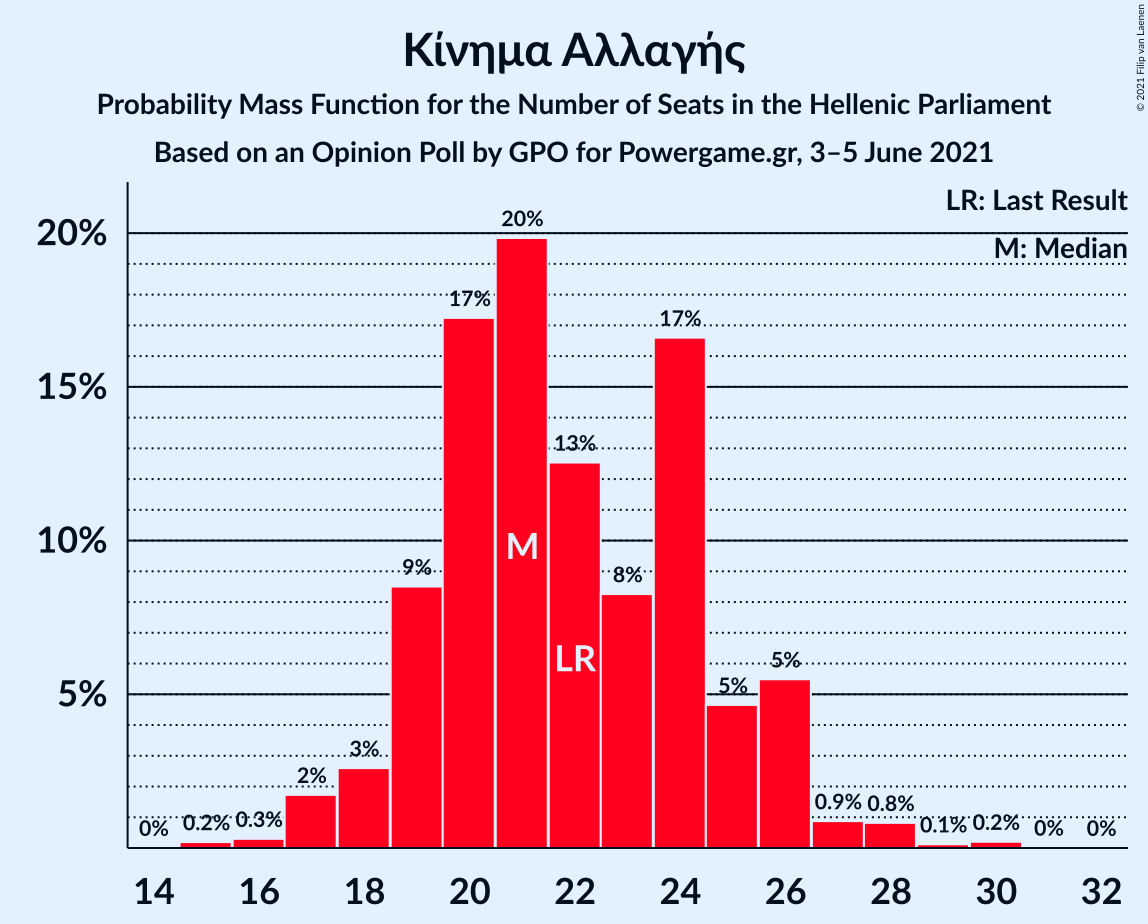 Κίνημα Αλλαγής
Probability Mass Function for the Number of Seats in the Hellenic Parliament
Based on an Opinion Poll by GPO for Powergame.gr, 3–5 June 2021
© 2021 Filip van Laenen
LR: Last Result
M: Median
20%
15%
10%
5%
0%
0.2%
0.3%
2%
3%
9%
17%
20%
13%
8%
17%
5%
5%
0.9%
0.8%
0.1%
0.2%
0%
0%
M
LR
14 16 18 20 22 24 26 28 30 32